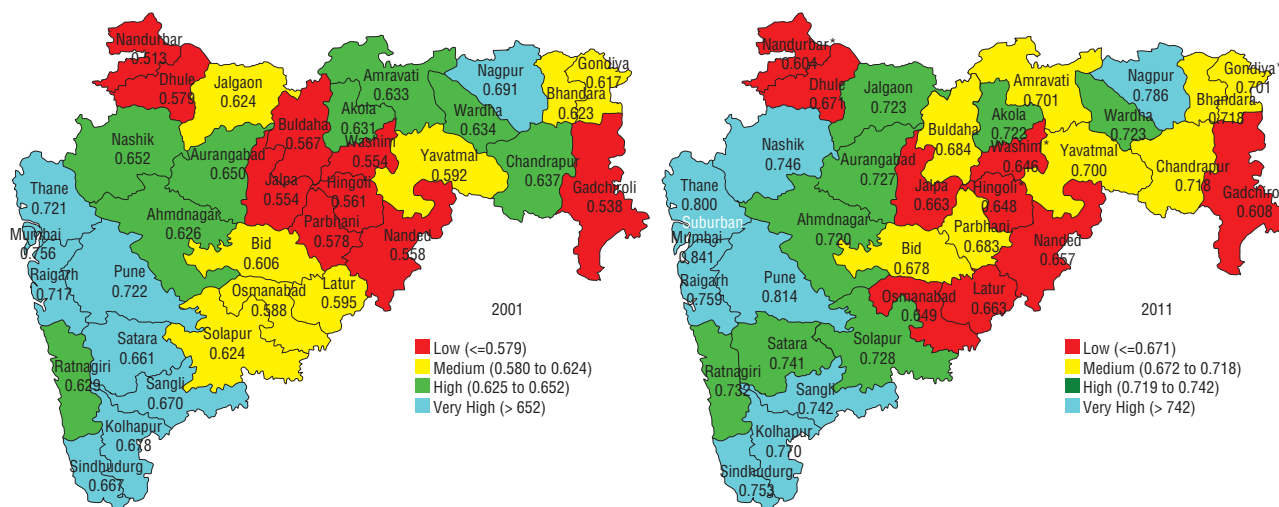 Nandurbar
0.513
Dhule
0.579
Jalgaon
0.624
Buldaha
0.567
Akola
0.631
Amravati
0.633
Nagpur
0.691
Wardha
0.634
Gondiya
0.617
Bhandara
0.623
Nashik
0.652
Aurangabad
0.650
Jalpa
0.554
Washim
0.554
Hingoli
0.561
Yavatmal
0.592
Chandrapur
0.637
Gadchiroli
0.538
Thane
0.721
Mumbai
0.756
Raigarh
0.717
Ahmdnagar
0.626
Parbhani
0.578
Nanded
0.558
Pune
0.722
Bid
0.606
Osmanabad
0.588
Latur
0.595
Solapur
0.624
Satara
0.661
Ratnagiri
0.629
Sangli
0.670
Kolhapur
0.678
Sindhudurg
0.667
2001
Low (<=0.579)
Medium (0.580 to 0.624)
High (0.625 to 0.652)
Very High (> 652)
Nandurbar*
0.604
Dhule
0.671
Jalgaon
0.723
Buldaha
0.684
Akola
0.722
Amravati
0.701
Nagpur
0.786
Wardha
0.723
Gondiya*
0.701
Bhandara
0.718
Nashik
0.746
Aurangabad
0.727
Jalpa
0.663
Washim*
0.646
Hingoli
0.648
Yavatmal
0.700
Chandrapur
0.718
Gadchiroli
0.608
Thane
0.800
Suburban
Mumbai
0.841
Raigarh
0.759
Ahmdnagar
0.720
Parbhani
0.683
Nanded
0.657
Pune
0.814
Bid
0.678
Osmanabad
0.649
Latur
0.663
Solapur
0.728
Satara
0.741
Ratnagiri
0.732
Sangli
0.742
Kolhapur
0.770
Sindhudurg
0.753
2011
Low (<=0.671)
Medium (0.672 to 0.718)
High (0.719 to 0.742)
Very High (> 742)